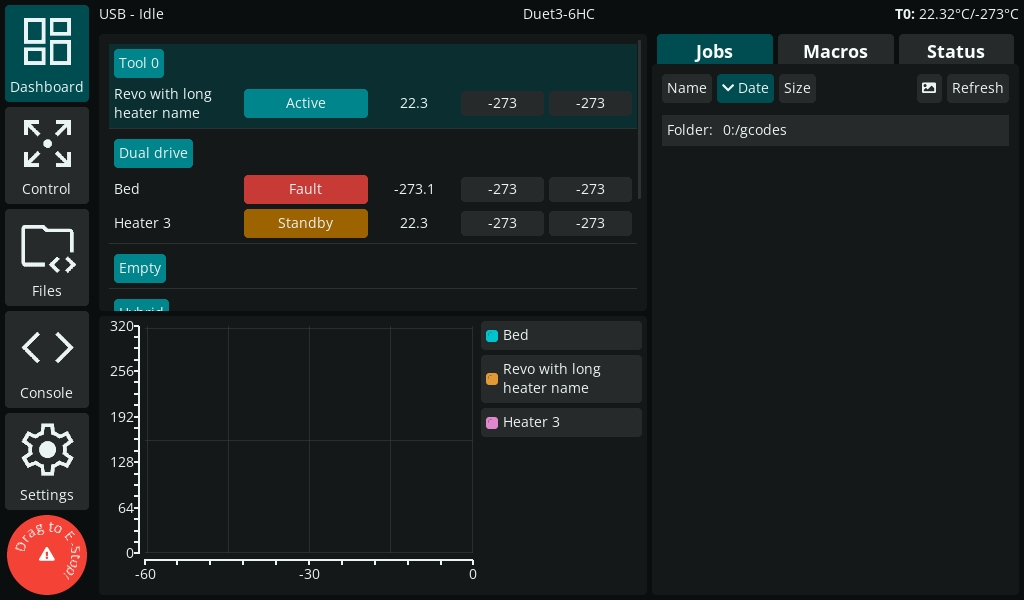 USB - Idle
Duet3-6HC
T0: 22.32°C/-273°C
Dashboard
Control
Files
Console
Settings
Drag to E-Stop!
Tool 0
Revo with long
heater name
Active
22.3
-273
-273
Dual drive
Bed
Fault
-273.1
-273
-273
Heater 3
Standby
22.3
-273
-273
Empty
Hybrid
320
256
192
128
64
0
-60
-30
0
Bed
Revo with long
heater name
Heater 3
Jobs
Macros
Status
Name
Date
Size
Refresh
Folder: 0:/gcodes